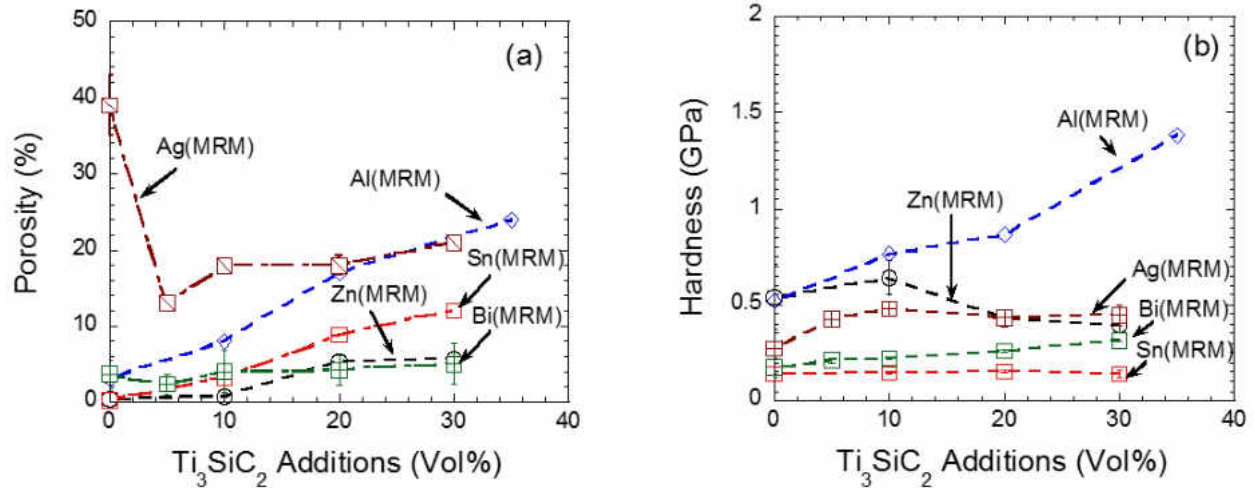 (a)
Porosity (%)
50
40
30
20
10
0
Ag(MRM)
Al(MRM)
Sn(MRM)
Zn(MRM)
Bi(MRM)
0 10 20 30 40
Ti₃SiC₂ Additions (Vol%)
(b)
Hardness (GPa)
2
1.5
1
0.5
0
Al(MRM)
Zn(MRM)
Ag(MRM)
Bi(MRM)
Sn(MRM)
0 10 20 30 40
Ti₃SiC₂ Additions (Vol%)